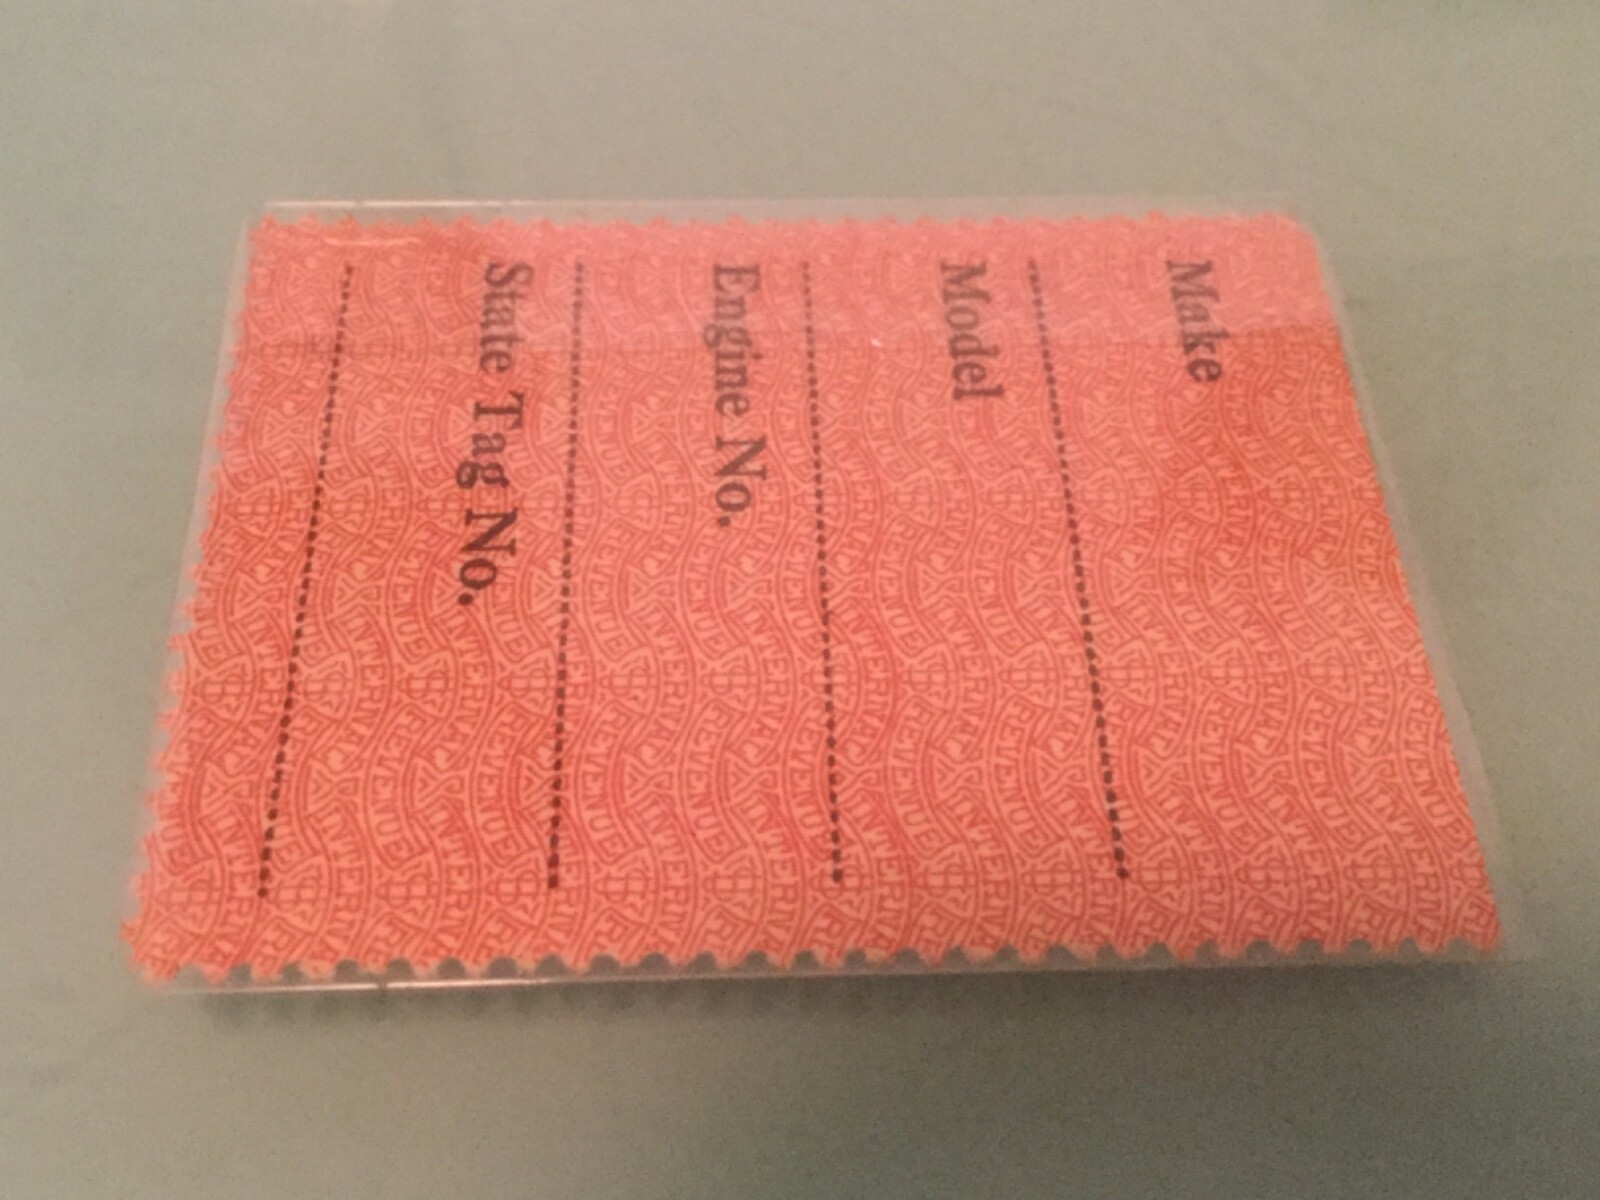 Make
Model
Engine No.
State Tag No.